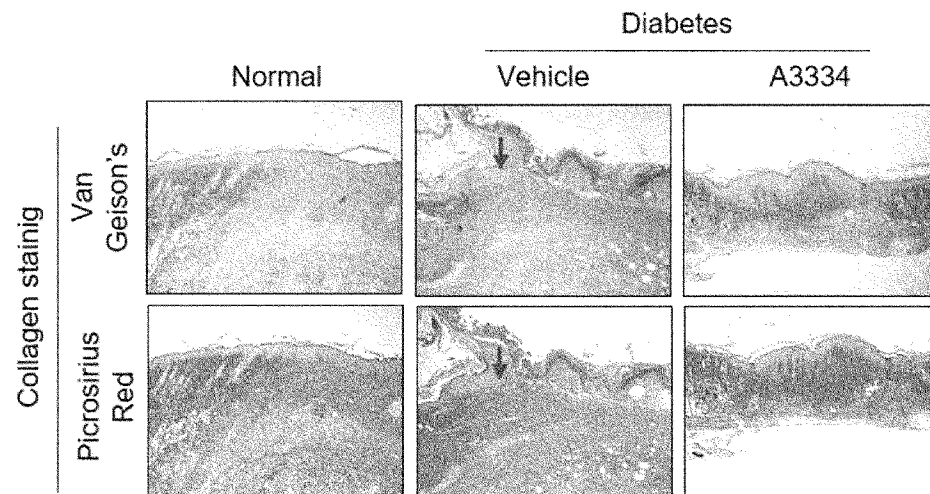 Diabetes
Normal
Vehicle
A3334
Collagen stainig
Van
Geison's
Picrosirius
Red